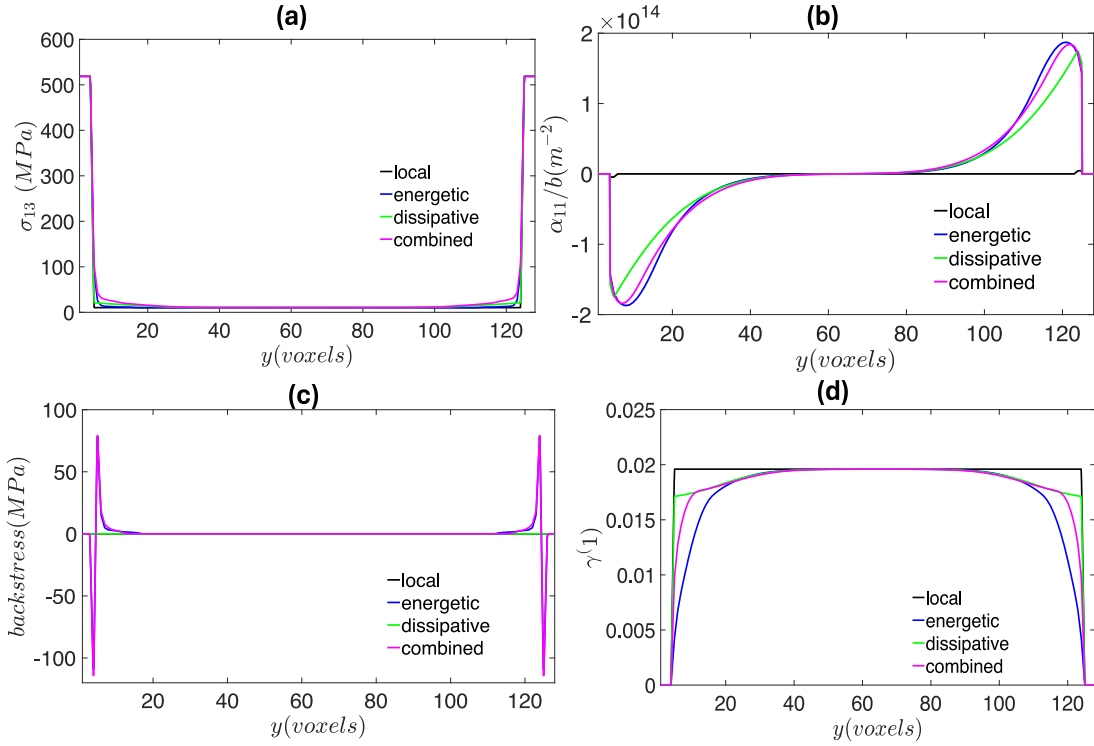 (a)
600
500
400
300
200
100
0
σ13 (MPa)
20 40 60 80 100 120
y(voxels)
local
energetic
dissipative
combined
(b)
×10^14
2
1
0
-1
-2
α11/b(m^−2)
20 40 60 80 100 120
y(voxels)
local
energetic
dissipative
combined
(c)
100
50
0
-50
-100
backstress(MPa)
20 40 60 80 100 120
y(voxels)
local
energetic
dissipative
combined
(d)
0.025
0.02
0.015
0.01
0.005
0
γ^(1)
20 40 60 80 100 120
y(voxels)
local
energetic
dissipative
combined